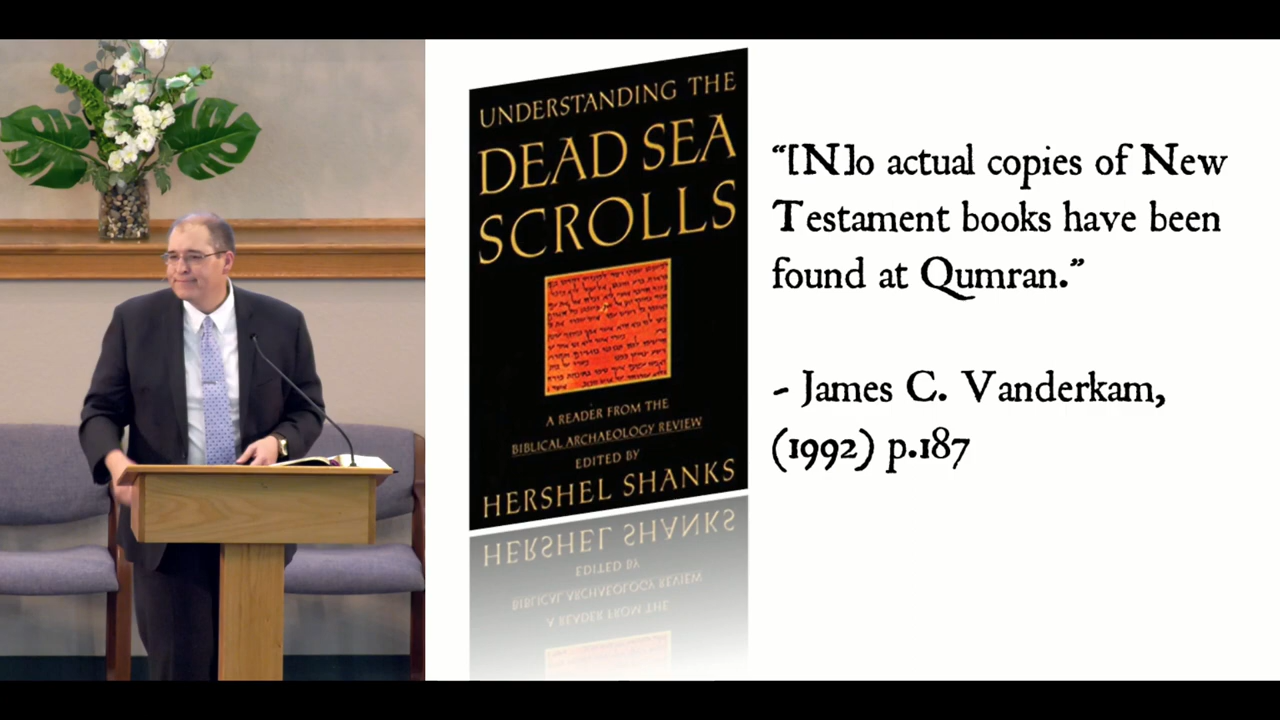 UNDERSTANDING THE
DEAD SEA
SCROLLS
A READER FROM THE
BIBLICAL ARCHAEOLOGY REVIEW
EDITED BY
HERSHEL SHANKS
“[N]o actual copies of New
Testament books have been
found at Qumran.”
- James C. Vanderkam,
(1992) p.187